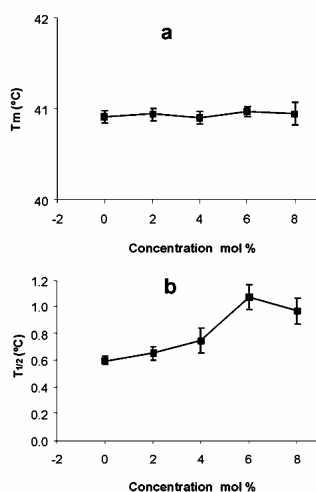 a
42
41
40
Tm (°C)
-2 0 2 4 6 8
Concentration mol %
b
1.2
1.0
0.8
0.6
0.4
0.2
0.0
T1/2 (°C)
-2 0 2 4 6 8
Concentration mol %